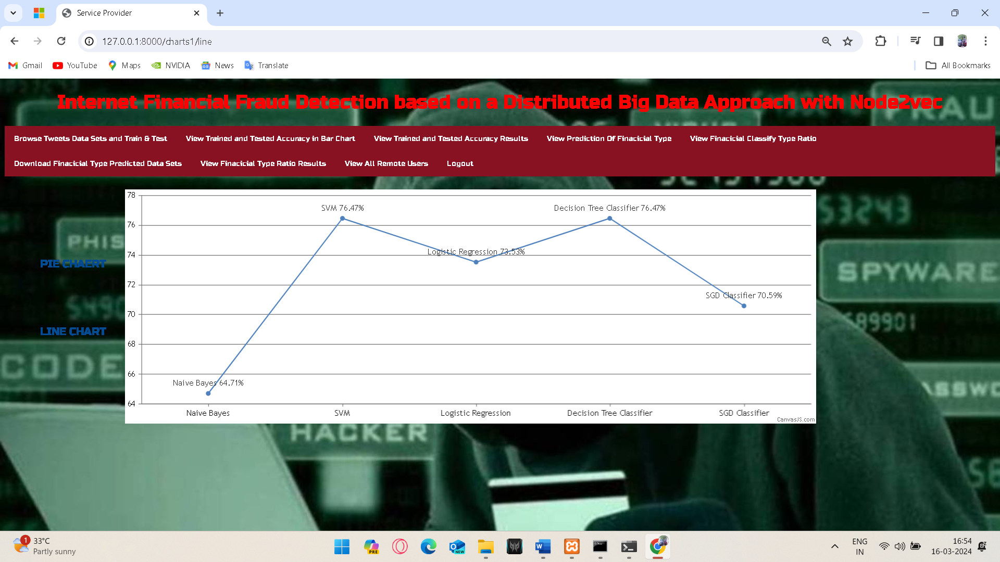 Service Provider
127.0.0.1:8000/charts1/line
Gmail YouTube Maps NVIDIA News Translate All Bookmarks
Internet Financial Fraud Detection based on a Distributed Big Data Approach with Node2vec
Browse Tweets Data Sets and Train & Test View Trained and Tested Accuracy in Bar Chart View Trained and Tested Accuracy Results View Prediction Of Finacicial Type View Finacicial Classify Type Ratio
Download Finacicial Type Predicted Data Sets View Finacicial Type Ratio Results View All Remote Users Logout
PIE CHAERT
LINE CHART
78
76
74
72
70
68
66
64
SVM 76.47%
Decision Tree Classifier 76.47%
Logistic Regression 73.53%
SGD Classifier 70.59%
Naive Bayes 64.71%
Naive Bayes SVM Logistic Regression Decision Tree Classifier SGD Classifier
CanvasJS.com
FRAU
53243
PHIS
SPYWARE
5490
89901
CODE
ASSWO
HACKER
1
33°C
Partly sunny
PRE
NEW
ENG
IN
16:54
16-03-2024